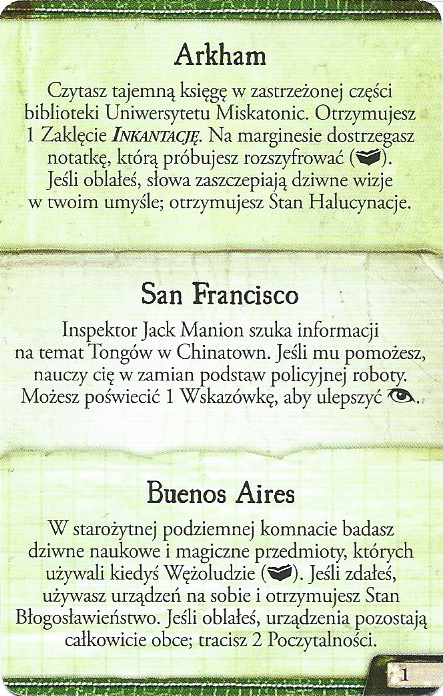 Arkham
Czytasz tajemną księgę w zastrzeżonej części
biblioteki Uniwersytetu Miskatonic. Otrzymujesz
1 Zaklęcie INKANTACJĘ. Na marginesie dostrzegasz
notatkę, którą próbujesz rozszyfrować ( ).
Jeśli oblałeś, słowa zaszczepiają dziwne wizje
w twoim umyśle; otrzymujesz Stan Halucynacje.
San Francisco
Inspektor Jack Manion szuka informacji
na temat Tongów w Chinatown. Jeśli mu pomożesz,
nauczy cię w zamian podstaw policyjnej roboty.
Możesz poświecić 1 Wskazówkę, aby ulepszyć .
Buenos Aires
W starożytnej podziemnej komnacie badasz
dziwne naukowe i magiczne przedmioty, których
używali kiedyś Wężoludzie ( ). Jeśli zdałeś,
używasz urządzeń na sobie i otrzymujesz Stan
Błogosławieństwo. Jeśli oblałeś, urządzenia pozostają
całkowicie obce; tracisz 2 Poczytalności.
1